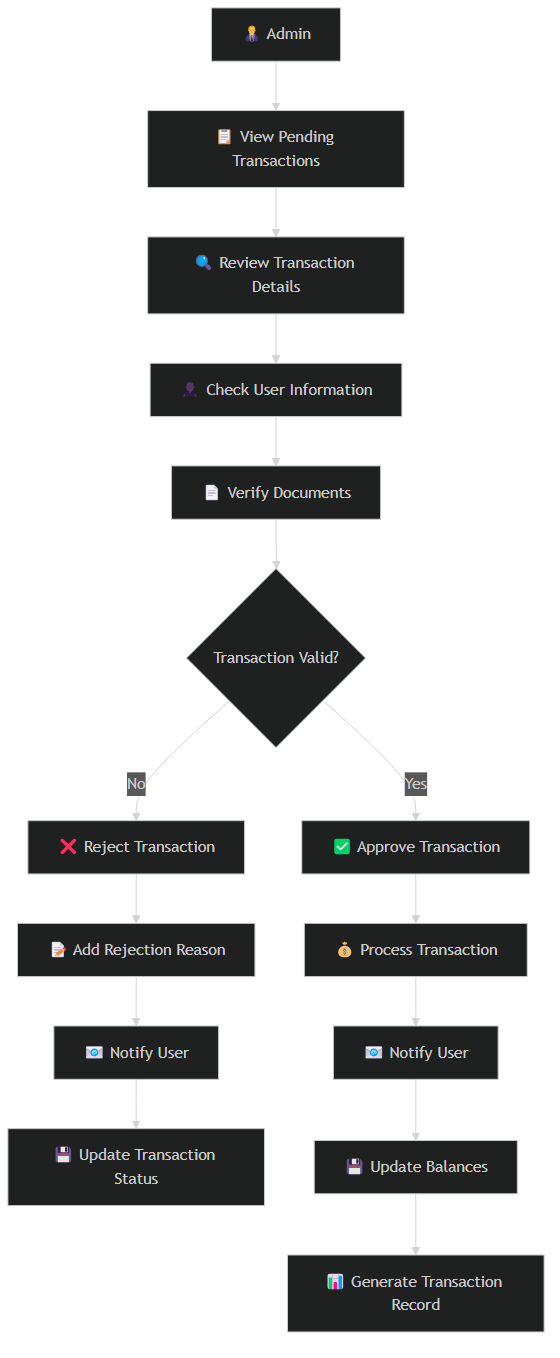 Admin
View Pending
Transactions
Review Transaction
Details
Check User Information
Verify Documents
Transaction Valid?
No
Yes
Reject Transaction
Approve Transaction
Add Rejection Reason
Process Transaction
Notify User
Notify User
Update Transaction
Status
Update Balances
Generate Transaction
Record